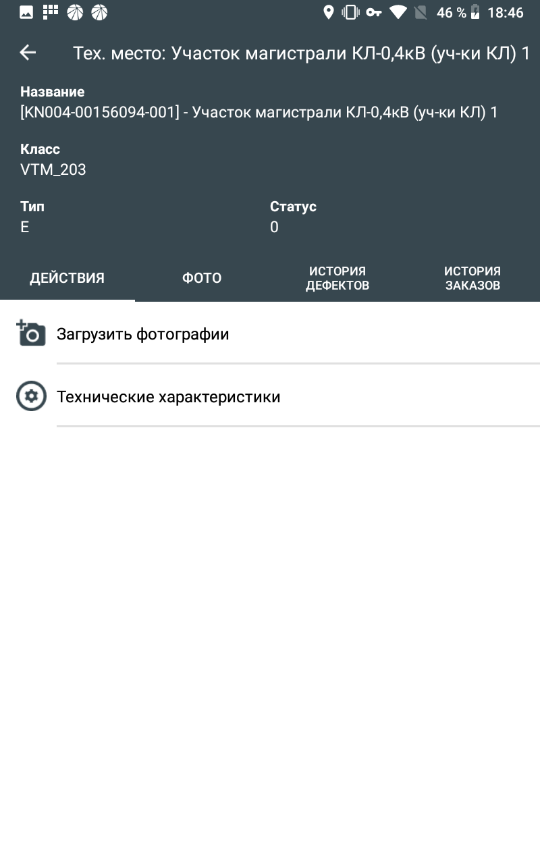 46 % 18:46
Тех. место: Участок магистрали КЛ-0,4кВ (уч-ки КЛ) 1
Название
[KN004-00156094-001] - Участок магистрали КЛ-0,4кВ (уч-ки КЛ) 1
Класс
VTM_203
Тип Статус
E 0
ДЕЙСТВИЯ ФОТО ИСТОРИЯ ДЕФЕКТОВ ИСТОРИЯ ЗАКАЗОВ
Загрузить фотографии
Технические характеристики